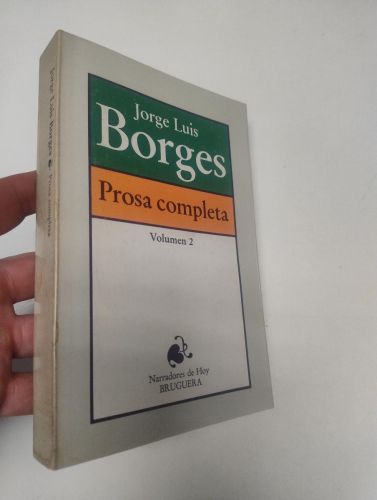 Jorge Luis
Borges
Prosa completa
Volumen 2
Narradores de Hoy
BRUGUERA
Jorge Luis Borges Prosa completa